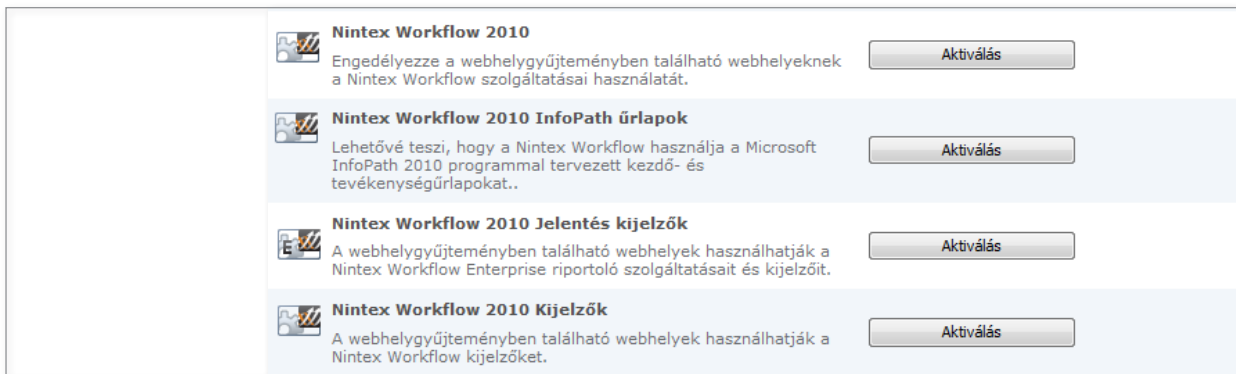 Nintex Workflow 2010
Engedélyezze a webhelygyűjteményben található webhelyeknek
a Nintex Workflow szolgáltatásai használatát.
Aktiválás
Nintex Workflow 2010 InfoPath űrlapok
Lehetővé teszi, hogy a Nintex Workflow használja a Microsoft
InfoPath 2010 programmal tervezett kezdő- és
tevékenységűrlapokat..
Aktiválás
E
Nintex Workflow 2010 Jelentés kijelzők
A webhelygyűjteményben található webhelyek használhatják a
Nintex Workflow Enterprise riportoló szolgáltatásait és kijelzőit.
Aktiválás
Nintex Workflow 2010 Kijelzők
A webhelygyűjteményben található webhelyek használhatják a
Nintex Workflow kijelzőket.
Aktiválás